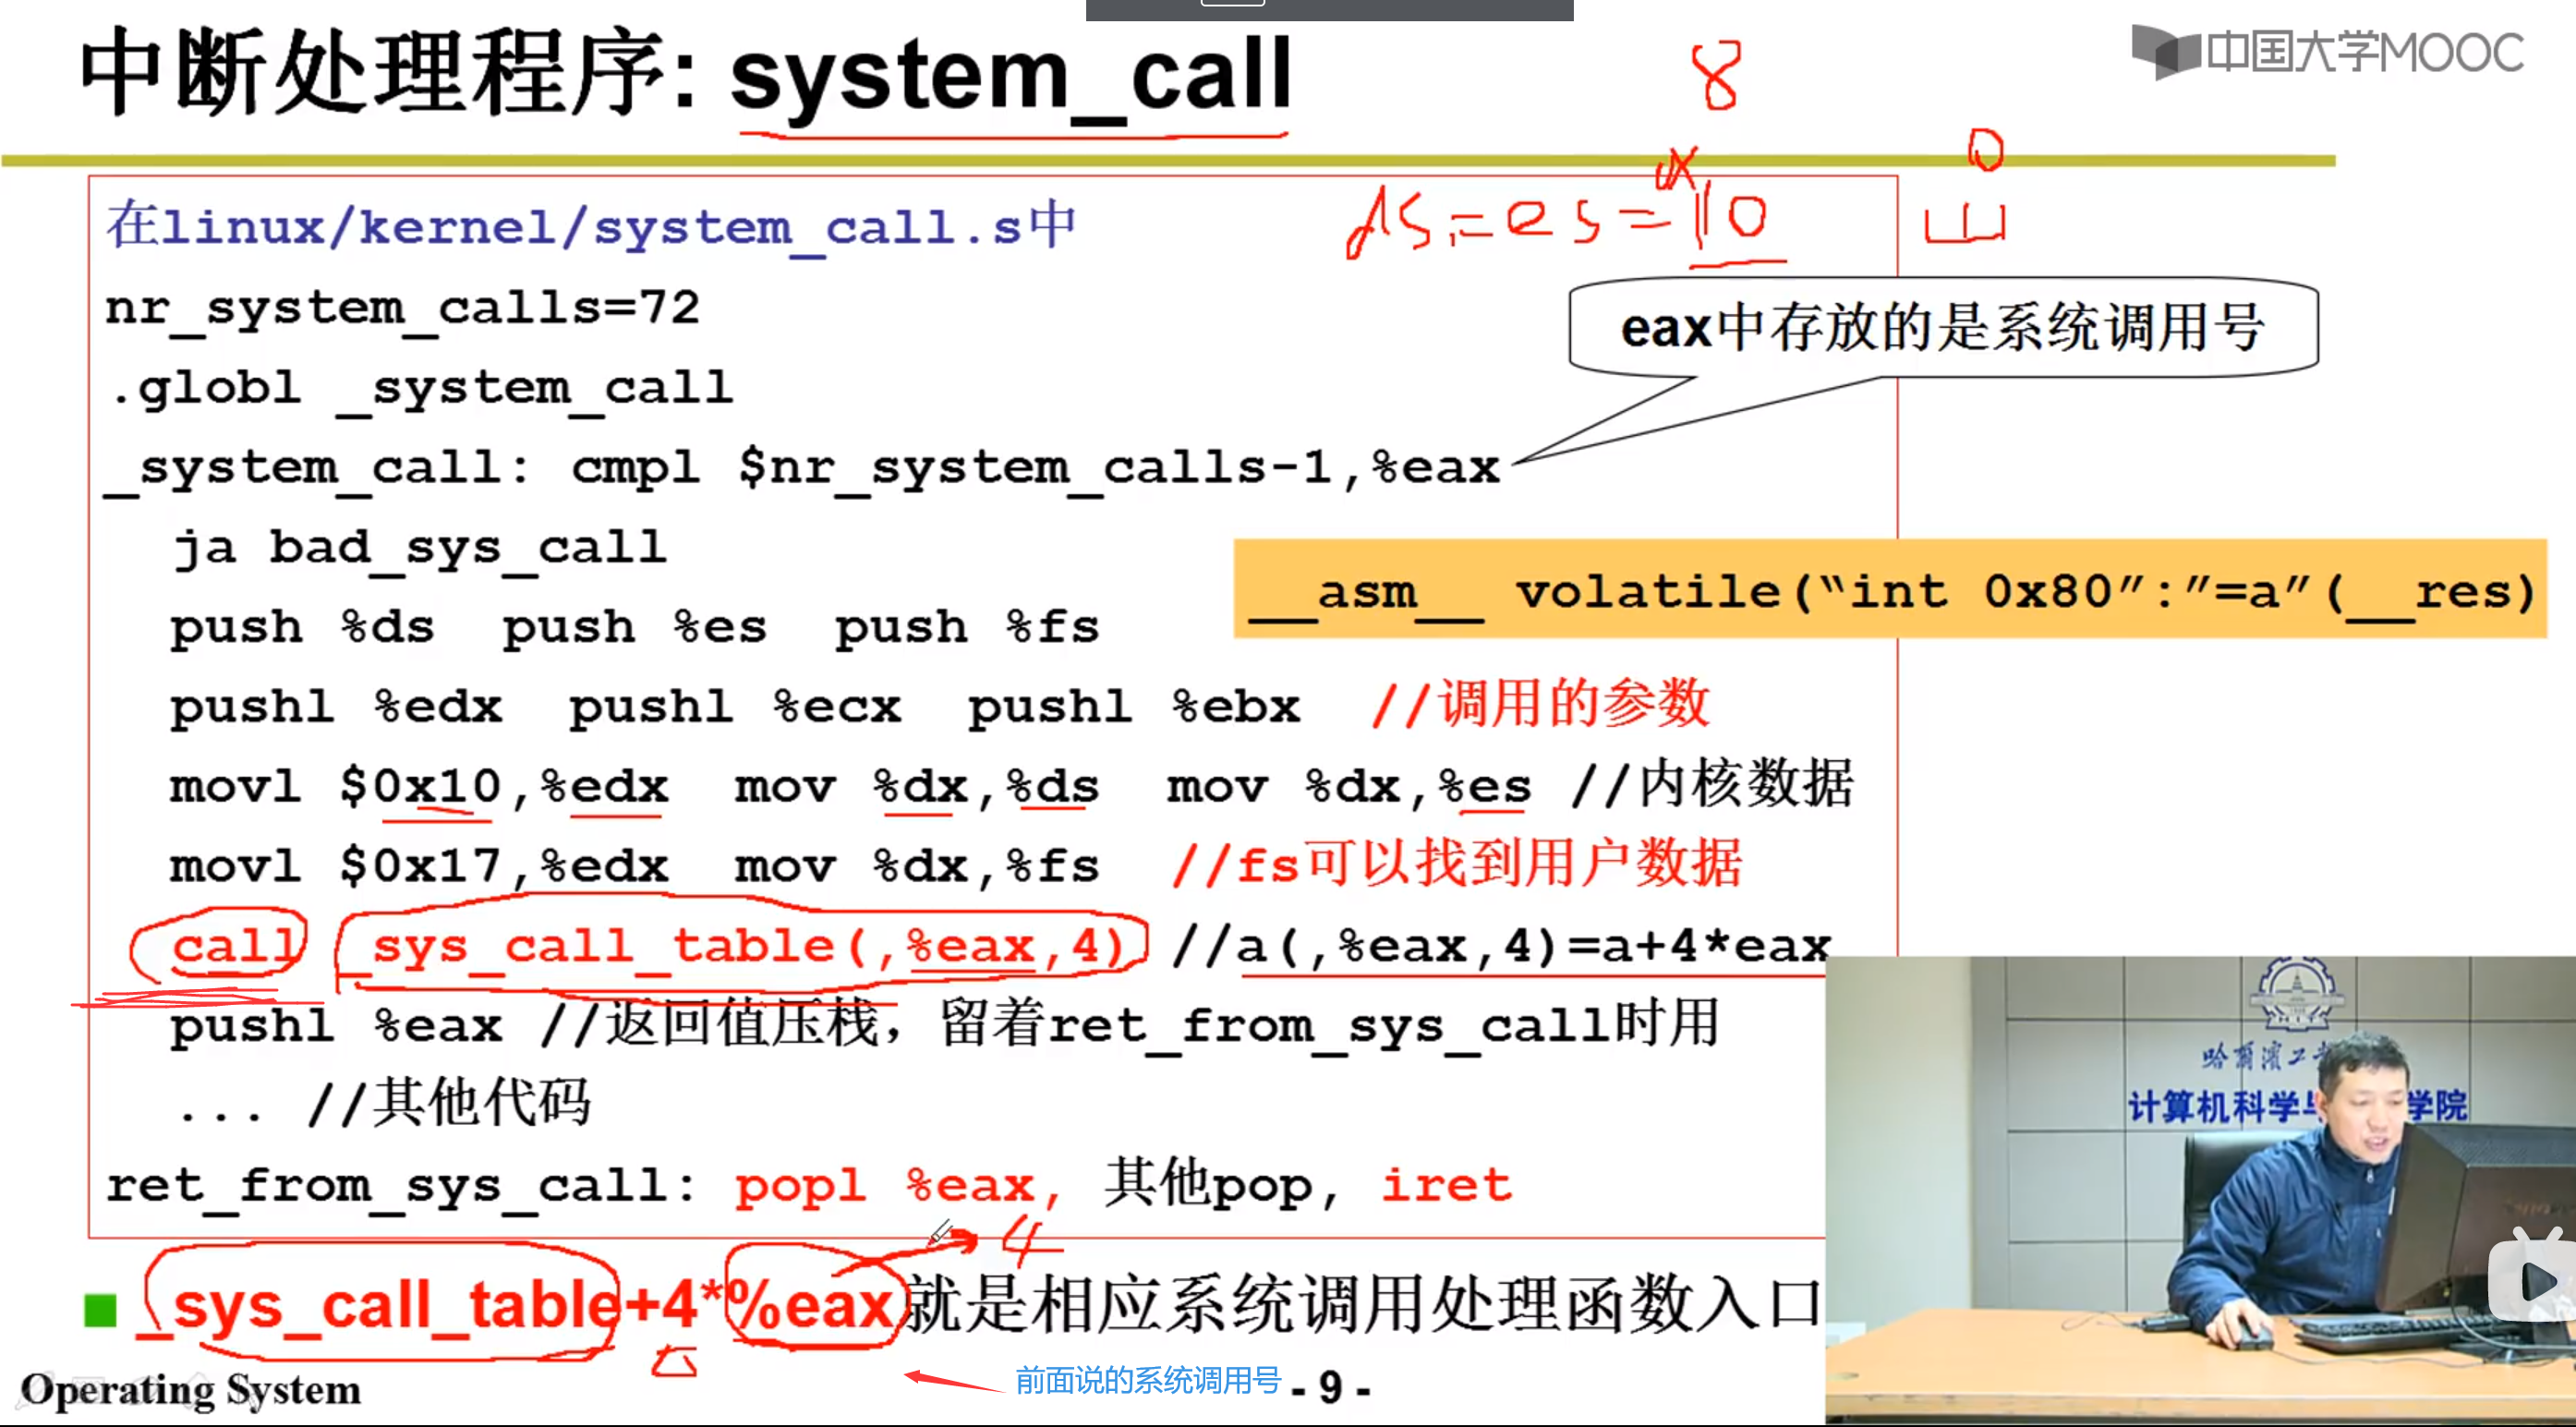 中断处理程序: system_call
8
中国大学MOOC
0x
0
ds=es=10
在linux/kernel/system_call.s中
nr_system_calls=72
eax中存放的是系统调用号
.globl _system_call
_system_call: cmpl $nr_system_calls-1,%eax
ja bad_sys_call
__asm__ volatile(“int 0x80”:”=a”(__res)
push %ds push %es push %fs
pushl %edx pushl %ecx pushl %ebx //调用的参数
movl $0x10,%edx mov %dx,%ds mov %dx,%es //内核数据
movl $0x17,%edx mov %dx,%fs //fs可以找到用户数据
call _sys_call_table(,%eax,4) //a(,%eax,4)=a+4*eax
pushl %eax //返回值压栈，留着ret_from_sys_call时用
哈尔滨工
计算机科学与
学院
... //其他代码
ret_from_sys_call: popl %eax, 其他pop, iret
4
_sys_call_table+4*%eax就是相应系统调用处理函数入口
前面说的系统调用号
Operating System
- 9 -